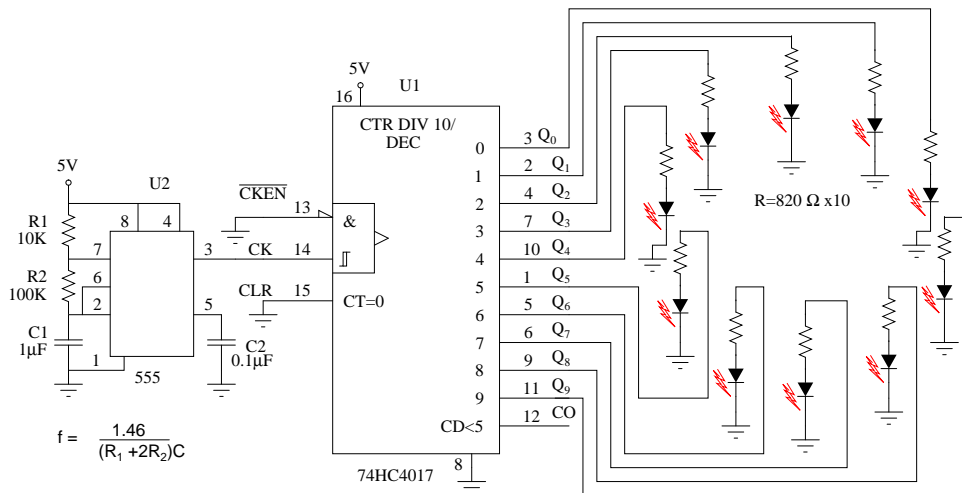 5V
U1
16
CTR DIV 10/
DEC
0
3 Q0
1
2 Q1
2
4 Q2
3
7 Q3
4
10 Q4
5
1 Q5
6
5 Q6
7
6 Q7
8
9 Q8
9
11 Q9
CD<5
12 CO
R=820 Ω x10
5V
U2
CKEN
13
&
8 4
R1
10K
7
3
CK
14
R2
100K
6
2
CLR
15
CT=0
5
C1
1µF
1
C2
0.1µF
555
f = 1.46
(R1 +2R2)C
74HC4017
8